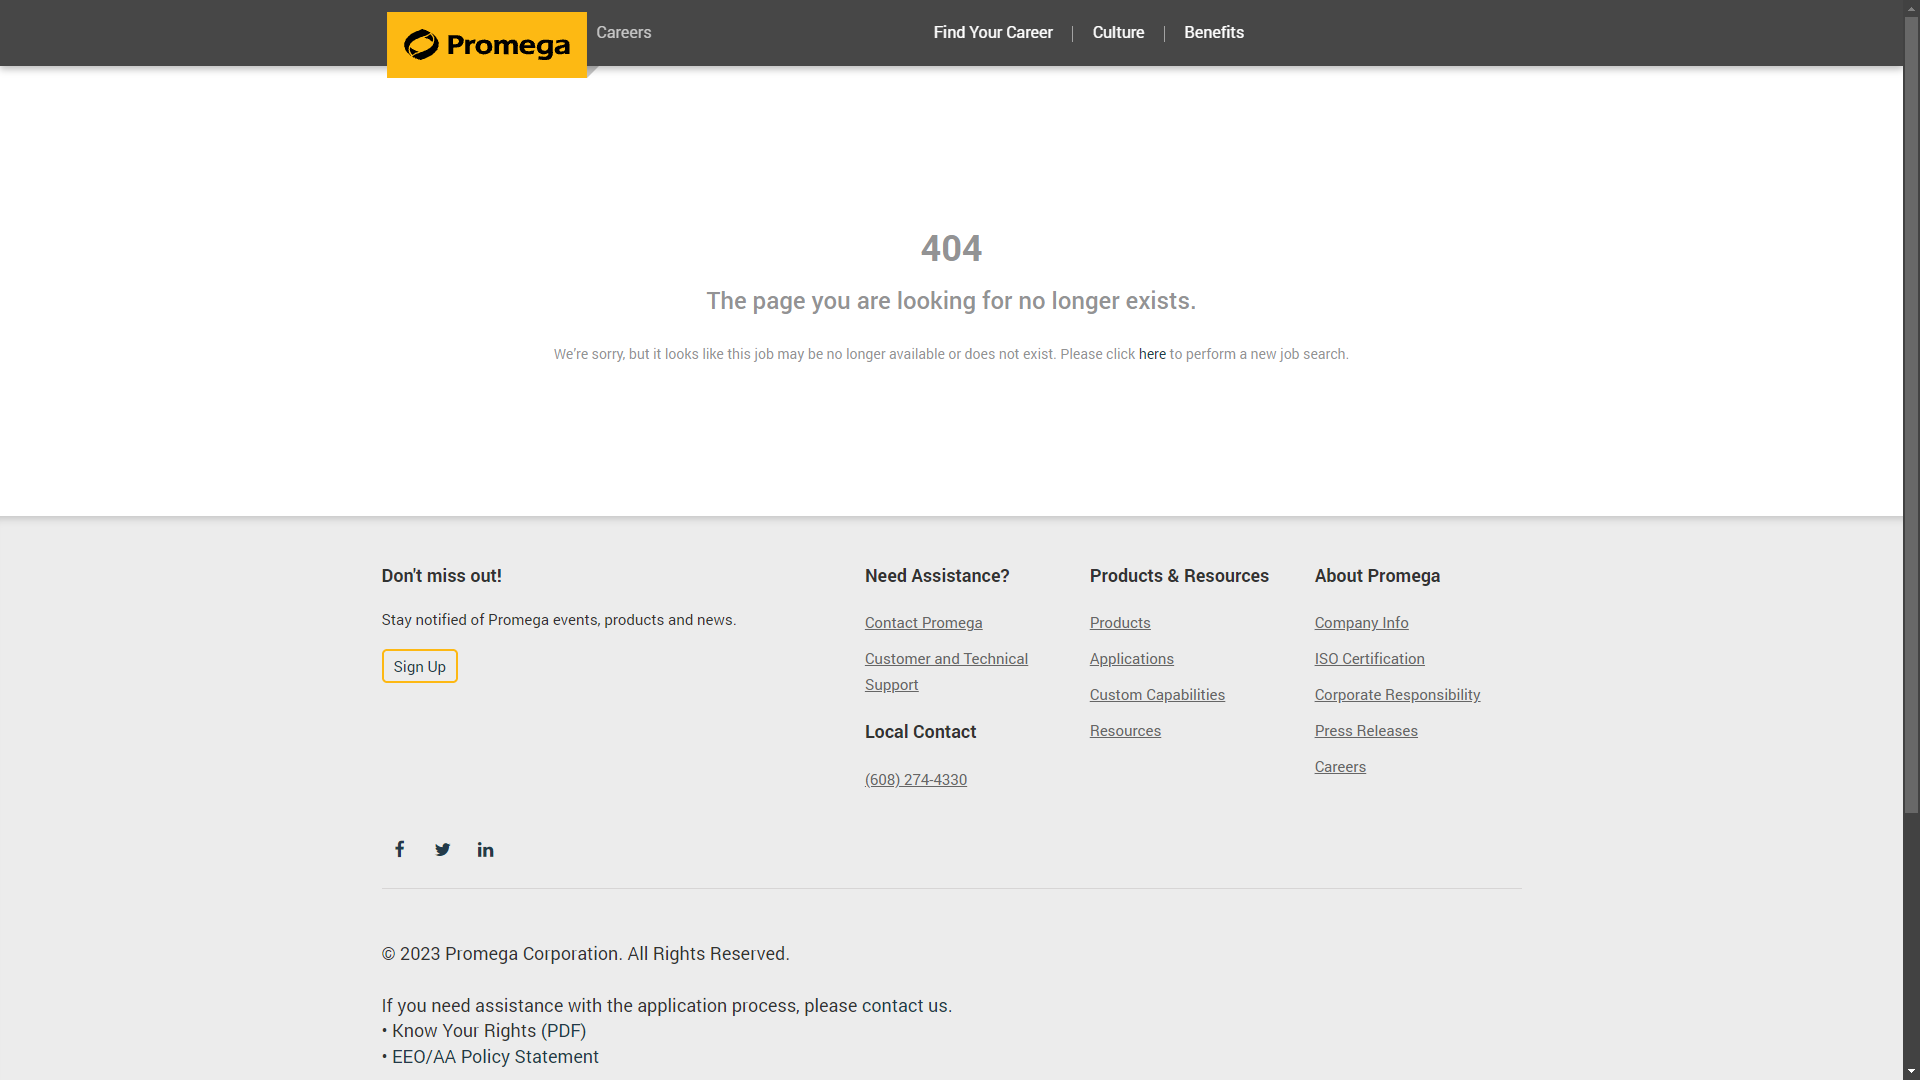 Promega
Careers
Find Your Career
Culture
Benefits
404
The page you are looking for no longer exists.
We're sorry, but it looks like this job may be no longer available or does not exist. Please click here to perform a new job search.
Don't miss out!
Stay notified of Promega events, products and news.
Sign Up
Need Assistance?
Contact Promega
Customer and Technical
Support
Local Contact
(608) 274-4330
Products & Resources
Products
Applications
Custom Capabilities
Resources
About Promega
Company Info
ISO Certification
Corporate Responsibility
Press Releases
Careers
© 2023 Promega Corporation. All Rights Reserved.
If you need assistance with the application process, please contact us.
• Know Your Rights (PDF)
• EEO/AA Policy Statement